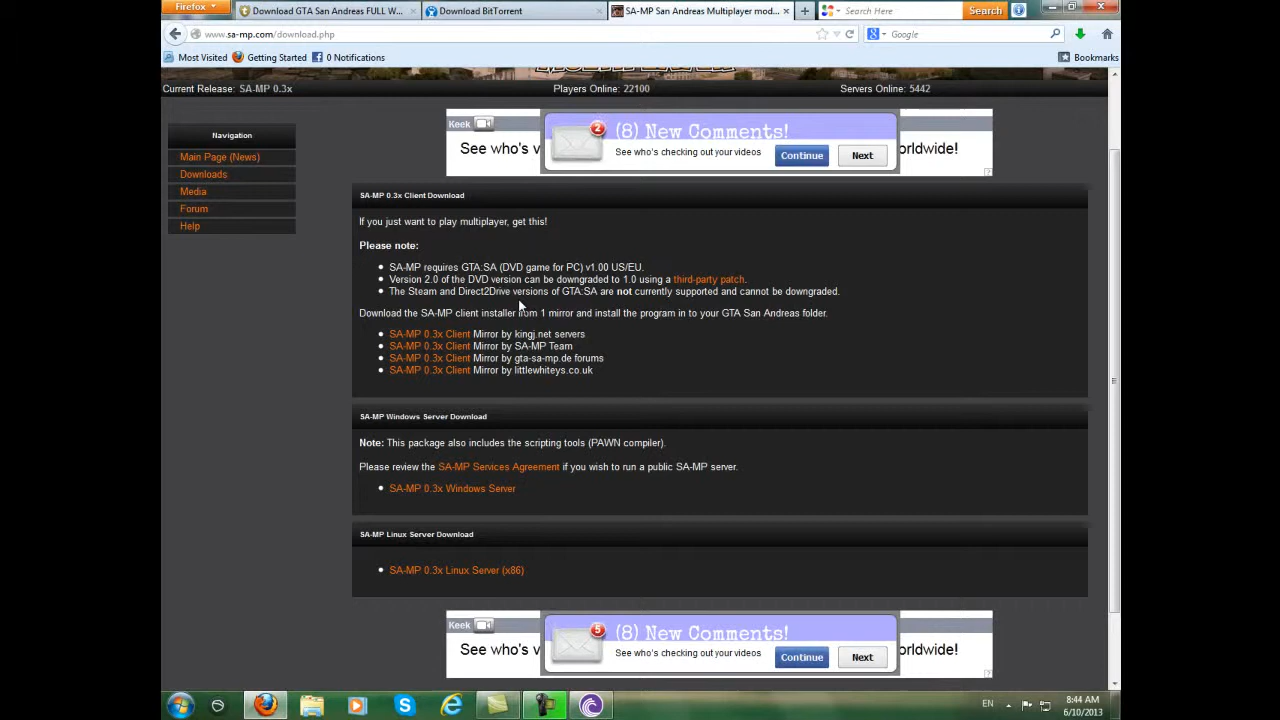 Firefox
Download GTA San Andreas FULL W...
Download BitTorrent
SA-MP San Andreas Multiplayer mod...
Search Here
Search
www.sa-mp.com/download.php
Google
Most Visited
Getting Started
0 Notifications
Bookmarks
Current Release: SA-MP 0.3x
Players Online: 22100
Servers Online: 5442
Navigation
Main Page (News)
Downloads
Media
Forum
Help
Keek
See who's v
2
(8) New Comments!
See who's checking out your videos
Continue
Next
orldwide!
SA-MP 0.3x Client Download
If you just want to play multiplayer, get this!
Please note:
SA-MP requires GTA:SA (DVD game for PC) v1.00 US/EU.
Version 2.0 of the DVD version can be downgraded to 1.0 using a third-party patch.
The Steam and Direct2Drive versions of GTA:SA are not currently supported and cannot be downgraded.
Download the SA-MP client installer from 1 mirror and install the program in to your GTA San Andreas folder.
SA-MP 0.3x Client Mirror by kingj.net servers
SA-MP 0.3x Client Mirror by SA-MP Team
SA-MP 0.3x Client Mirror by gta-sa-mp.de forums
SA-MP 0.3x Client Mirror by littlewhiteys.co.uk
SA-MP Windows Server Download
Note: This package also includes the scripting tools (PAWN compiler).
Please review the SA-MP Services Agreement if you wish to run a public SA-MP server.
SA-MP 0.3x Windows Server
SA-MP Linux Server Download
SA-MP 0.3x Linux Server (x86)
Keek
See who's v
5
(8) New Comments!
See who's checking out your videos
Continue
Next
orldwide!
EN
8:44 AM
6/10/2013